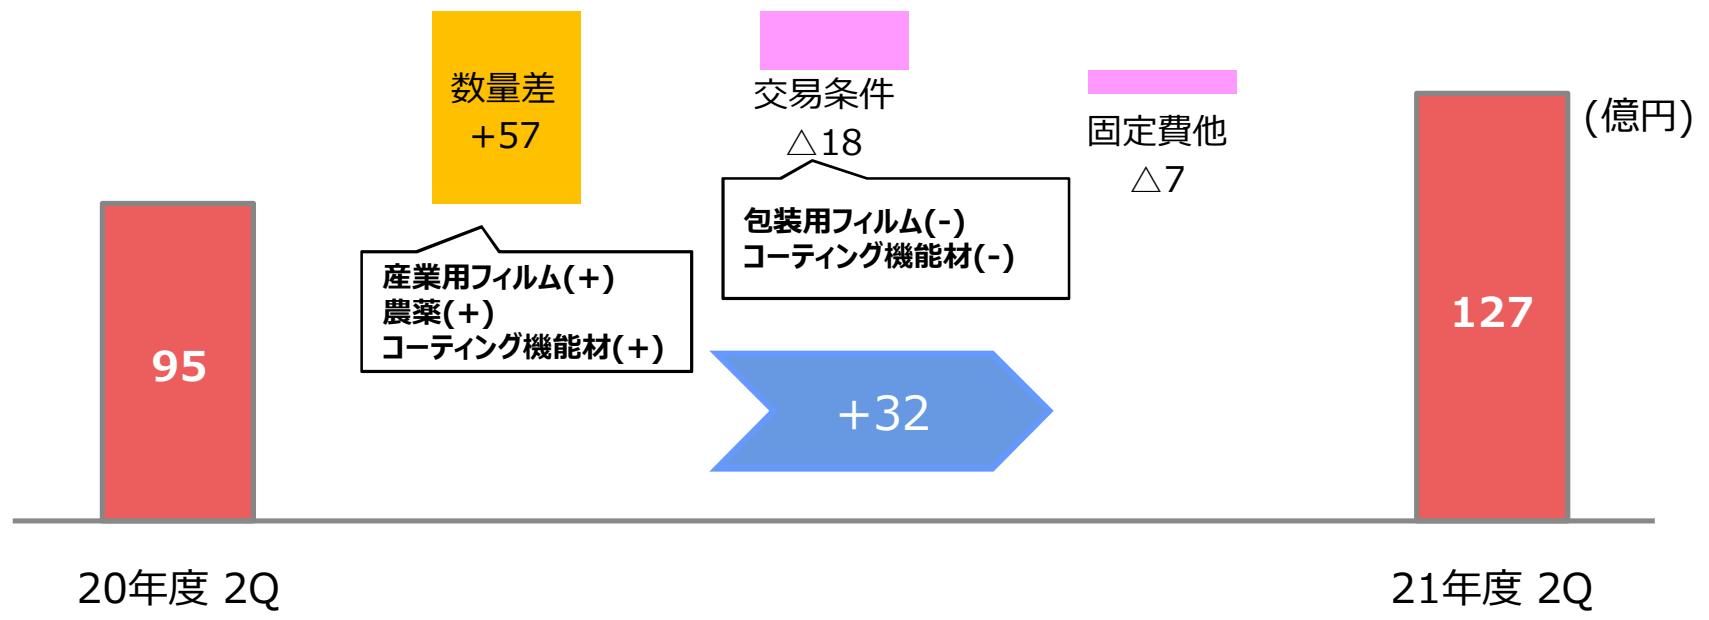 数量差
+57
交易条件
△18
固定費他
△7
(億円)
包装用フィルム(-)
コーティング機能材(-)
産業用フィルム(+)
農薬(+)
コーティング機能材(+)
95
+32
127
20年度 2Q
21年度 2Q